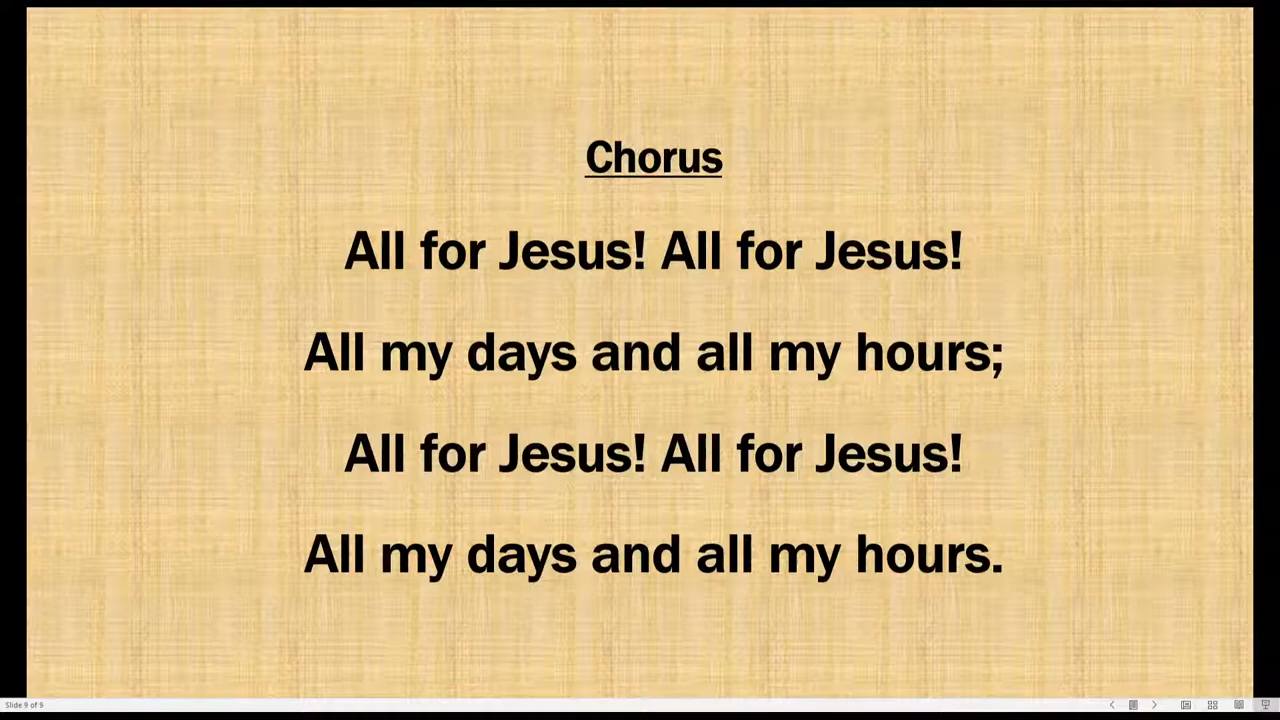 Chorus
All for Jesus! All for Jesus!
All my days and all my hours;
All for Jesus! All for Jesus!
All my days and all my hours.
Slide 9 of 9